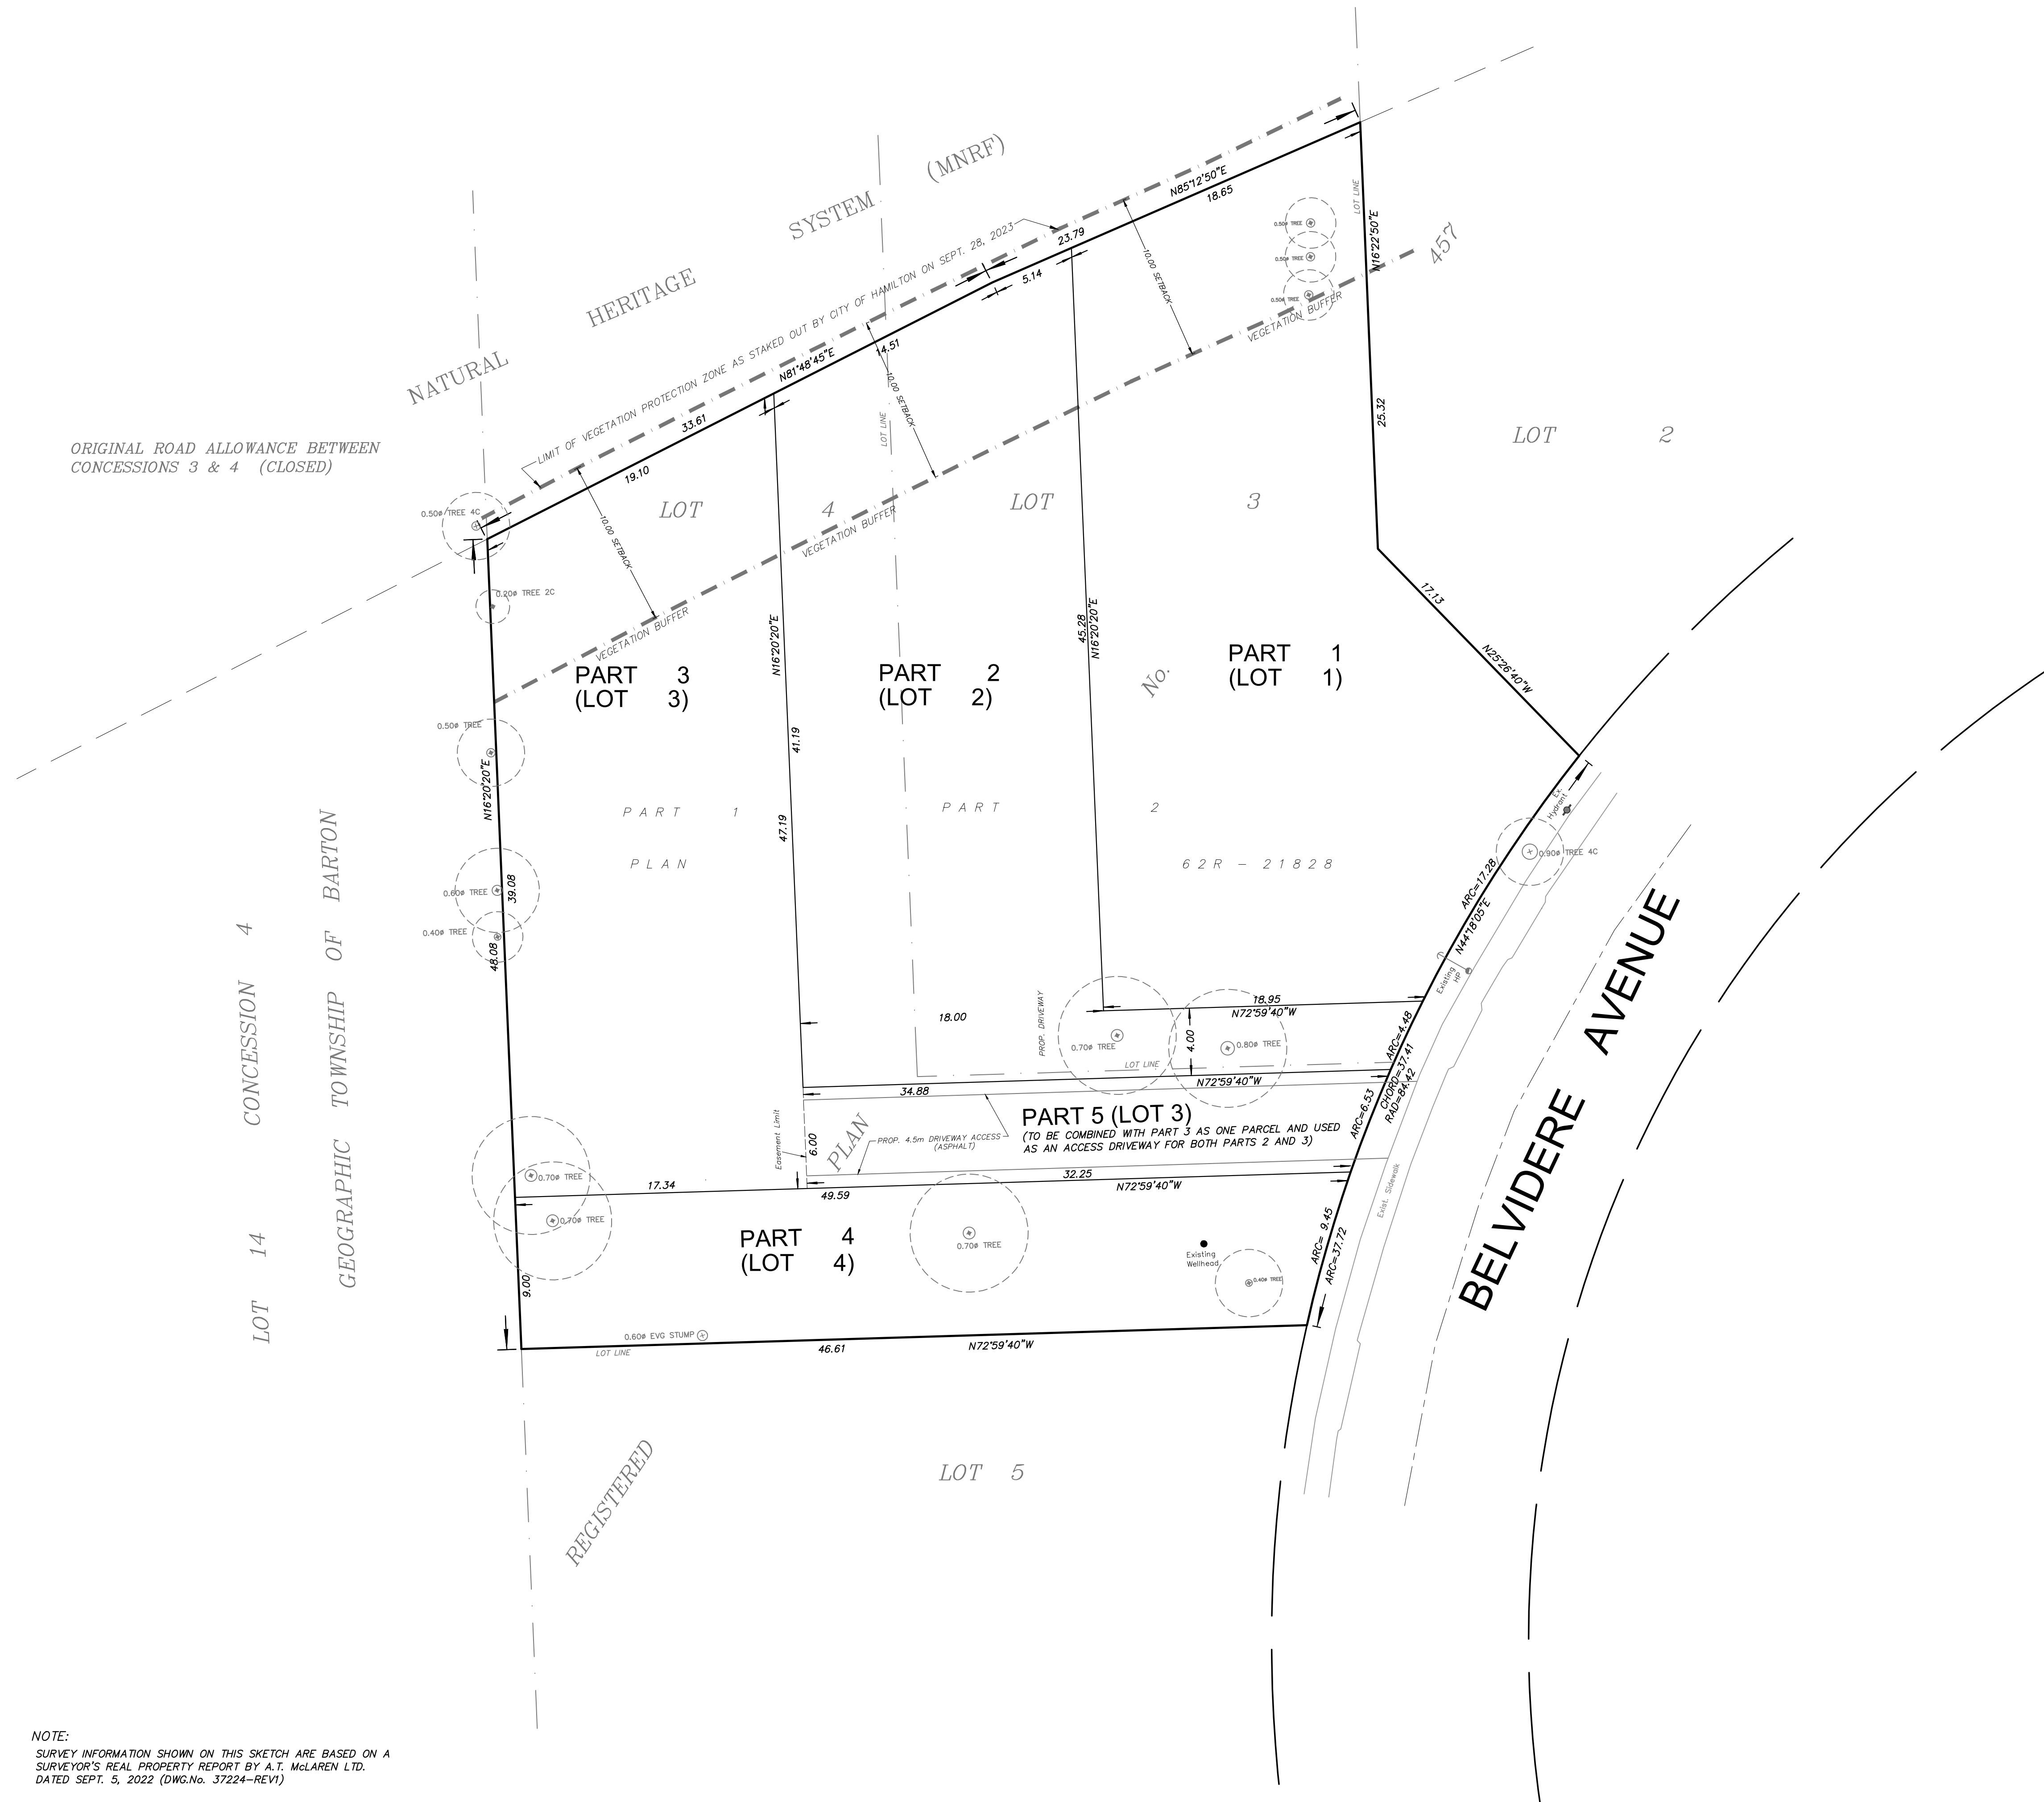 NATURAL HERITAGE SYSTEM (MNRF)
LIMIT OF VEGETATION PROTECTION ZONE AS STAKED OUT BY CITY OF HAMILTON ON SEPT. 28, 2023
N85°12'50"E
18.65
23.79
5.14
LOT LINE
N16°22'50"E
25.32
0.50ø TREE
0.50ø TREE
0.50ø TREE
10.00 SETBACK
VEGETATION BUFFER
457
N81°48'45"E
14.51
33.61
19.10
10.00 SETBACK
LOT LINE
ORIGINAL ROAD ALLOWANCE BETWEEN
CONCESSIONS 3 & 4 (CLOSED)
LOT 2
LOT 4
LOT 3
0.50ø TREE 4C
10.00 SETBACK
VEGETATION BUFFER
0.20ø TREE 2C
VEGETATION BUFFER
17.13
N25°26'40"W
N16°20'20"E
45.28
N16°20'20"E
PART 3
(LOT 3)
PART 2
(LOT 2)
No.
PART 1
(LOT 1)
0.50ø TREE
41.19
N16°20'20"E
47.19
PART 1
PART 2
PLAN
62R - 21828
Ex.
Hydrant
0.90ø TREE 4C
ARC=17.28
N44°18'05"E
0.60ø TREE
39.08
0.40ø TREE
48.08
LOT 14 CONCESSION 4
GEOGRAPHIC TOWNSHIP OF BARTON
Existing
HP
18.95
N72°59'40"W
18.00
PROP. DRIVEWAY
0.70ø TREE
4.00
0.80ø TREE
LOT LINE
ARC=4.48
CHORD=37.41
RAD=84.42
34.88
N72°59'40"W
BELVIDERE AVENUE
Easement Limit
6.00
PLAN
PART 5 (LOT 3)
(TO BE COMBINED WITH PART 3 AS ONE PARCEL AND USED
AS AN ACCESS DRIVEWAY FOR BOTH PARTS 2 AND 3)
PROP. 4.5m DRIVEWAY ACCESS
(ASPHALT)
ARC=6.53
0.70ø TREE
17.34
32.25
49.59
N72°59'40"W
Exist. Sidewalk
0.70ø TREE
PART 4
(LOT 4)
0.70ø TREE
Existing
Wellhead
0.40ø TREE
ARC= 9.45
ARC=37.72
9.00
0.60ø EVG STUMP
LOT LINE
46.61
N72°59'40"W
REGISTERED
LOT 5
NOTE:
SURVEY INFORMATION SHOWN ON THIS SKETCH ARE BASED ON A
SURVEYOR'S REAL PROPERTY REPORT BY A.T. McLAREN LTD.
DATED SEPT. 5, 2022 (DWG.No. 37224-REV1)